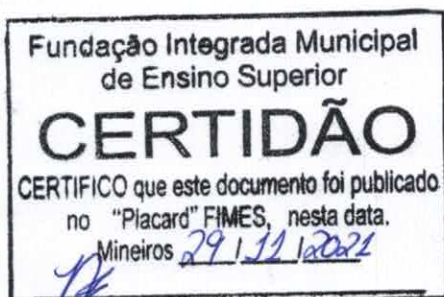 Fundação Integrada Municipal
de Ensino Superior
CERTIDÃO
CERTIFICO que este documento foi publicado
no "Placard" FIMES, nesta data.
Mineiros 29 / 11 / 2021